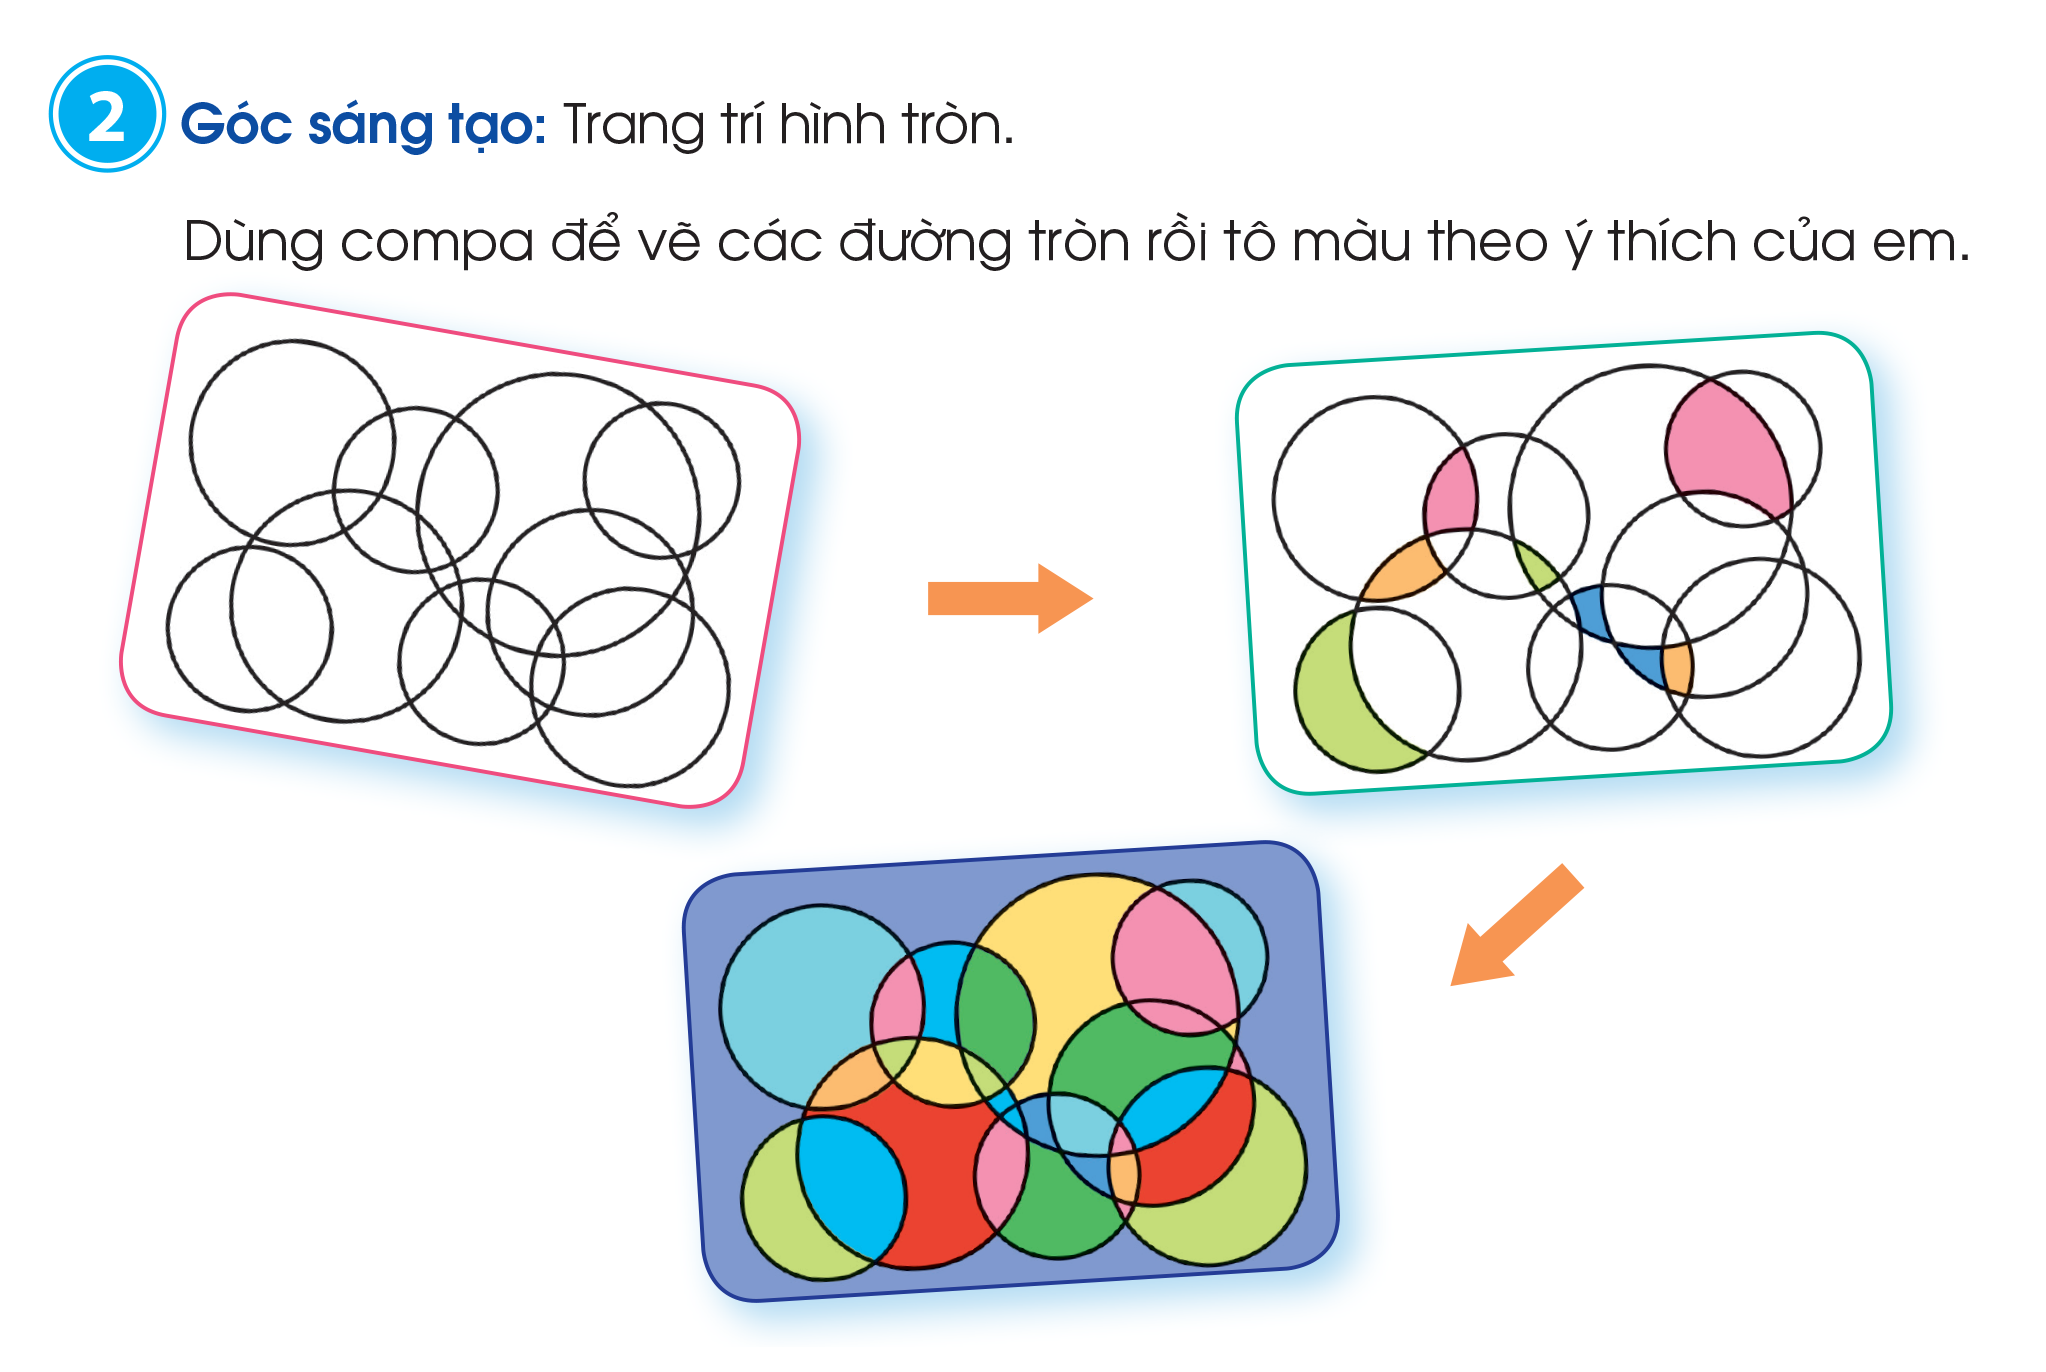 2 Góc sáng tạo: Trang trí hình tròn.
Dùng compa để vẽ các đường tròn rồi tô màu theo ý thích của em.